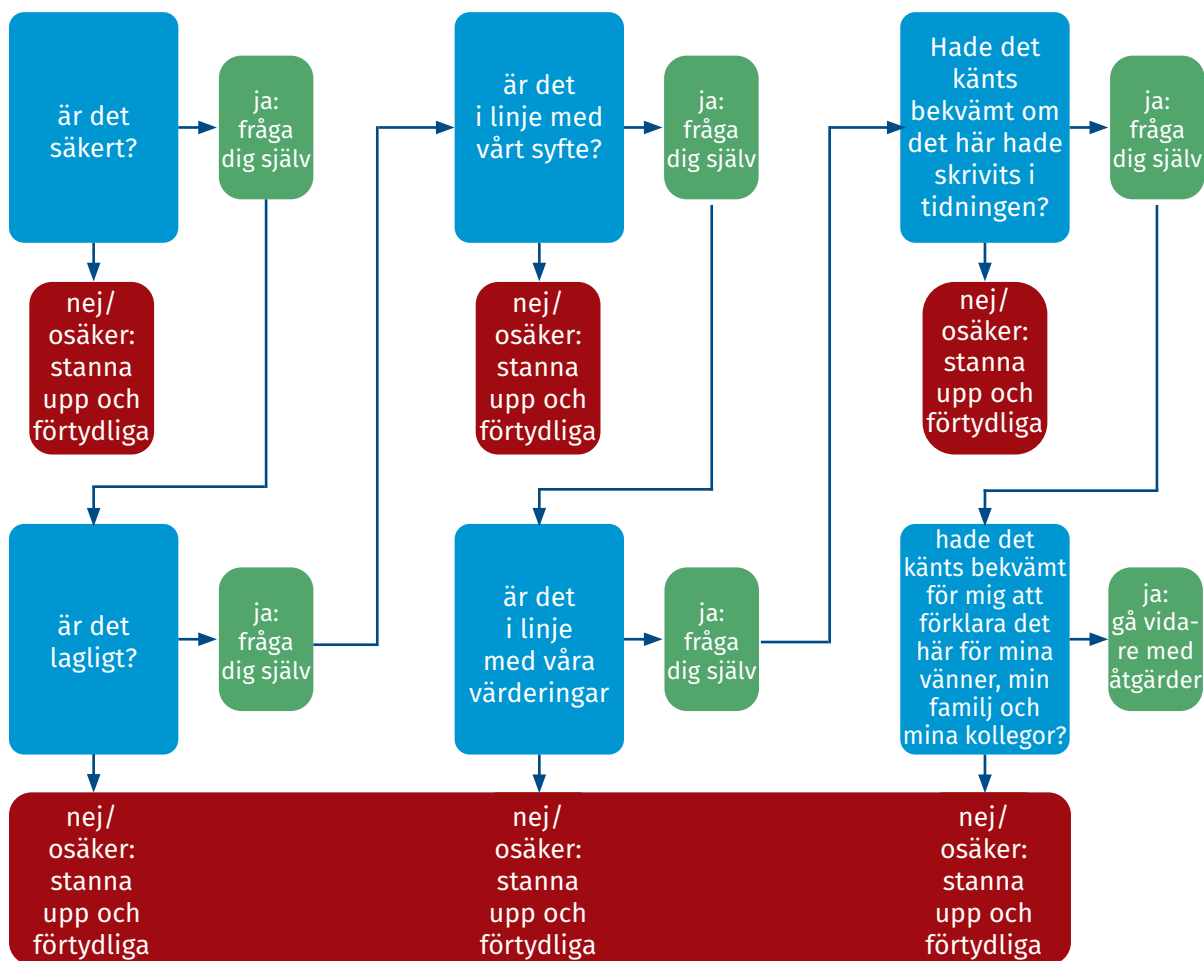 är det
säkert?
ja:
fråga
dig själv
nej/
osäker:
stanna
upp och
förtydliga
är det
lagligt?
ja:
fråga
dig själv
nej/
osäker:
stanna
upp och
förtydliga
är det
i linje med
vårt syfte?
ja:
fråga
dig själv
nej/
osäker:
stanna
upp och
förtydliga
är det
i linje
med våra
värderingar
ja:
fråga
dig själv
nej/
osäker:
stanna
upp och
förtydliga
Hade det
känts
bekvämt om
det här hade
skrivits i
tidningen?
ja:
fråga
dig själv
nej/
osäker:
stanna
upp och
förtydliga
hade det
känts bekvämt
för mig att
förklara det
här för mina
vänner, min
familj och
mina kollegor?
ja:
gå vida-
re med
åtgärder
nej/
osäker:
stanna
upp och
förtydliga